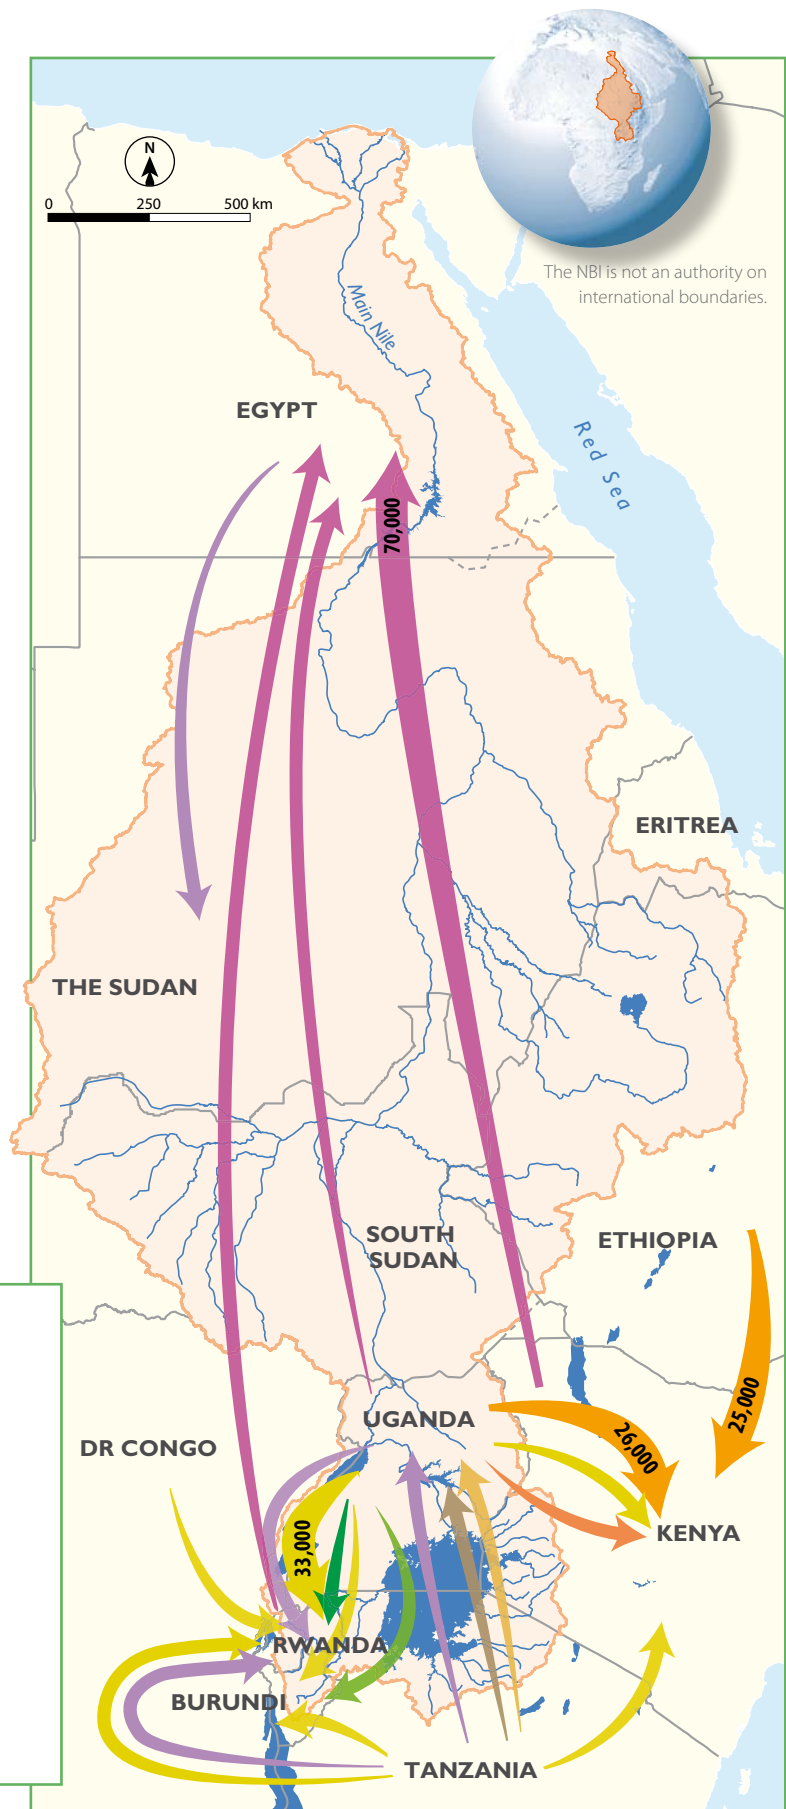 N
0 250 500 km
The NBI is not an authority on
international boundaries.
Main Nile
EGYPT
Red Sea
70,000
ERITREA
THE SUDAN
SOUTH
SUDAN
ETHIOPIA
25,000
UGANDA
26,000
DR CONGO
33,000
KENYA
RWANDA
BURUNDI
TANZANIA